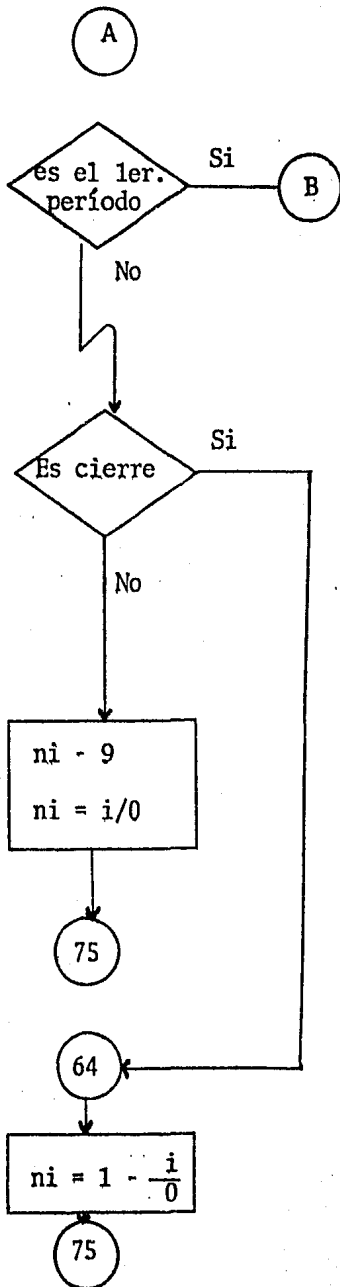 A
es el 1er.
período
Si
B
No
Es cierre
Si
No
ni - 9
ni = i/0
75
64
ni = 1 - i/0
75